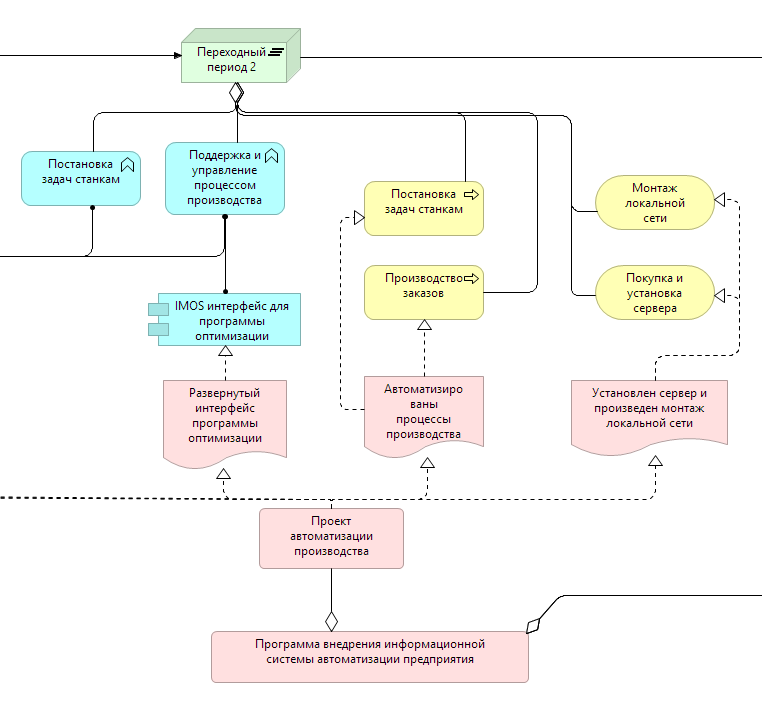 Переходный
период 2
Постановка
задач станкам
Поддержка и
управление
процессом
производства
Постановка
задач станкам
Монтаж
локальной
сети
Производство
заказов
Покупка и
установка
сервера
IMOS интерфейс для
программы
оптимизации
Развернутый
интерфейс
программы
оптимизации
Автоматизиро
ваны
процессы
производства
Установлен сервер и
произведен монтаж
локальной сети
Проект
автоматизации
производства
Программа внедрения информационной
системы автоматизации предприятия